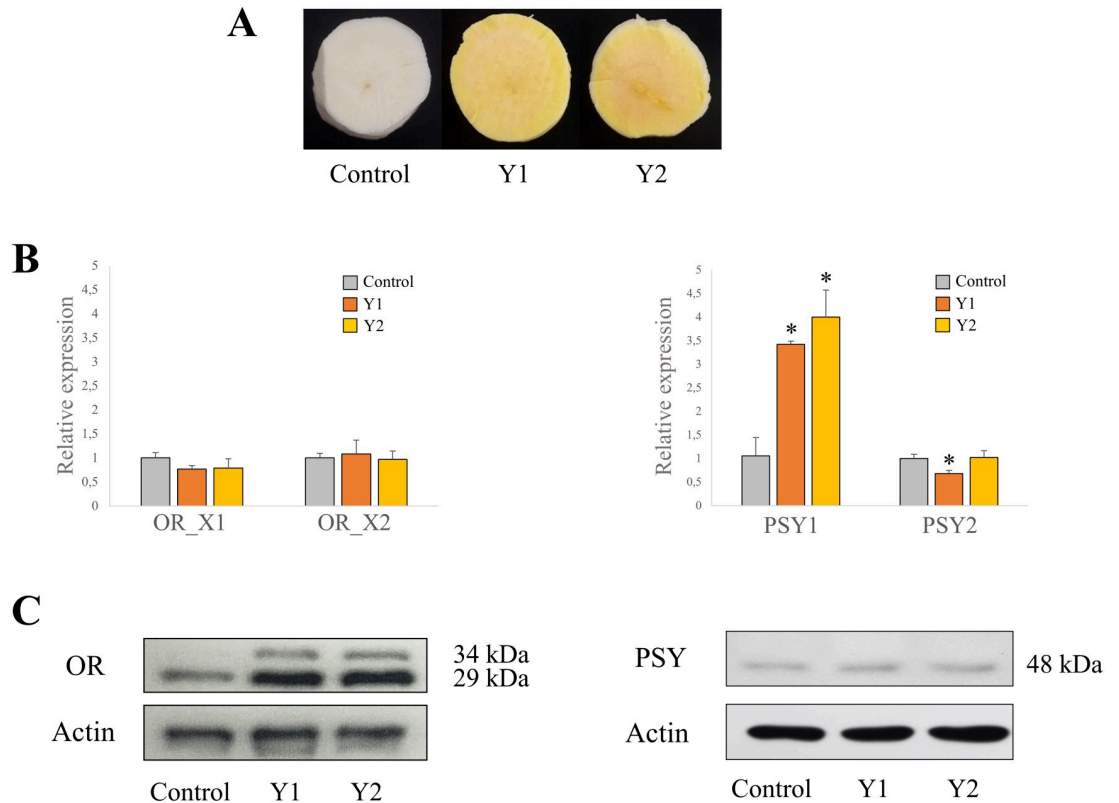 A
Control Y1 Y2
B
Relative expression
5
4,5
4
3,5
3
2,5
2
1,5
1
0,5
0
Control
Y1
Y2
OR_X1 OR_X2
Relative expression
5
4,5
4
3,5
3
2,5
2
1,5
1
0,5
0
Control
Y1
Y2
* *
*
PSY1 PSY2
C
OR
34 kDa
29 kDa
Actin
Control Y1 Y2
PSY
48 kDa
Actin
Control Y1 Y2